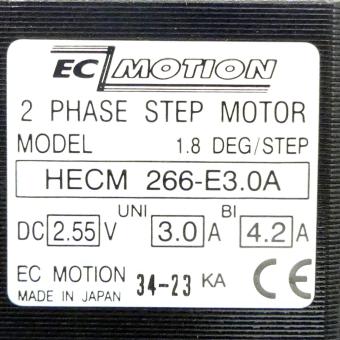 EC MOTION
2 PHASE STEP MOTOR
MODEL 1.8 DEG/STEP
HECM 266-E3.0A
UNI BI
DC 2.55 V 3.0 A 4.2 A
EC MOTION 34-23 KA CE
MADE IN JAPAN